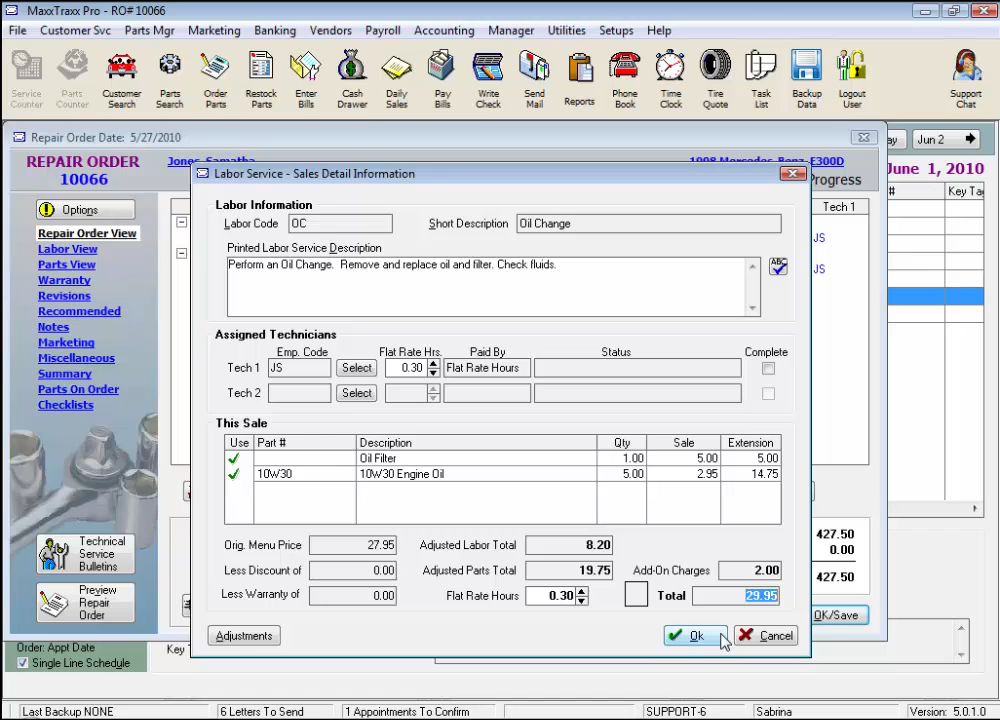 MaxxTraxx Pro - RO# 10066
File Customer Svc Parts Mgr Marketing Banking Vendors Payroll Accounting Manager Utilities Setups Help
Service Counter
Parts Counter
Customer Search
Parts Search
Order Parts
Restock Parts
Enter Bills
Cash Drawer
Daily Sales
Pay Bills
Write Check
Send Mail
Reports
Phone Book
Time Clock
Tire Quote
Task List
Backup Data
Logout User
Support Chat
Repair Order Date: 5/27/2010
ay Jun 2
REPAIR ORDER
10066
Jones, Samatha
1998 Mercedes-Benz E300D
June 1, 2010
Progress
# Key Tag
Tech 1
JS
JS
Options
Repair Order View
Labor View
Parts View
Warranty
Revisions
Recommended
Notes
Marketing
Miscellaneous
Summary
Parts On Order
Checklists
Technical Service Bulletins
Preview Repair Order
Labor Service - Sales Detail Information
Labor Information
Labor Code OC Short Description Oil Change
Printed Labor Service Description
ABC
Perform an Oil Change. Remove and replace oil and filter. Check fluids.
Assigned Technicians
Emp. Code Flat Rate Hrs. Paid By Status Complete
Tech 1 JS Select 0.30 Flat Rate Hours
Tech 2 Select
This Sale
Use Part # Description Qty Sale Extension
Oil Filter 1.00 5.00 5.00
10W30 10W30 Engine Oil 5.00 2.95 14.75
Orig. Menu Price 27.95 Adjusted Labor Total 8.20
Less Discount of 0.00 Adjusted Parts Total 19.75 Add-On Charges 2.00
Less Warranty of 0.00 Flat Rate Hours 0.30 Total 29.95
Adjustments Ok Cancel
427.50
0.00
427.50
OK/Save
Order: Appt Date
Single Line Schedule
Key
Last Backup NONE 6 Letters To Send 1 Appointments To Confirm SUPPORT-6 Sabrina Version: 5.0.1.0